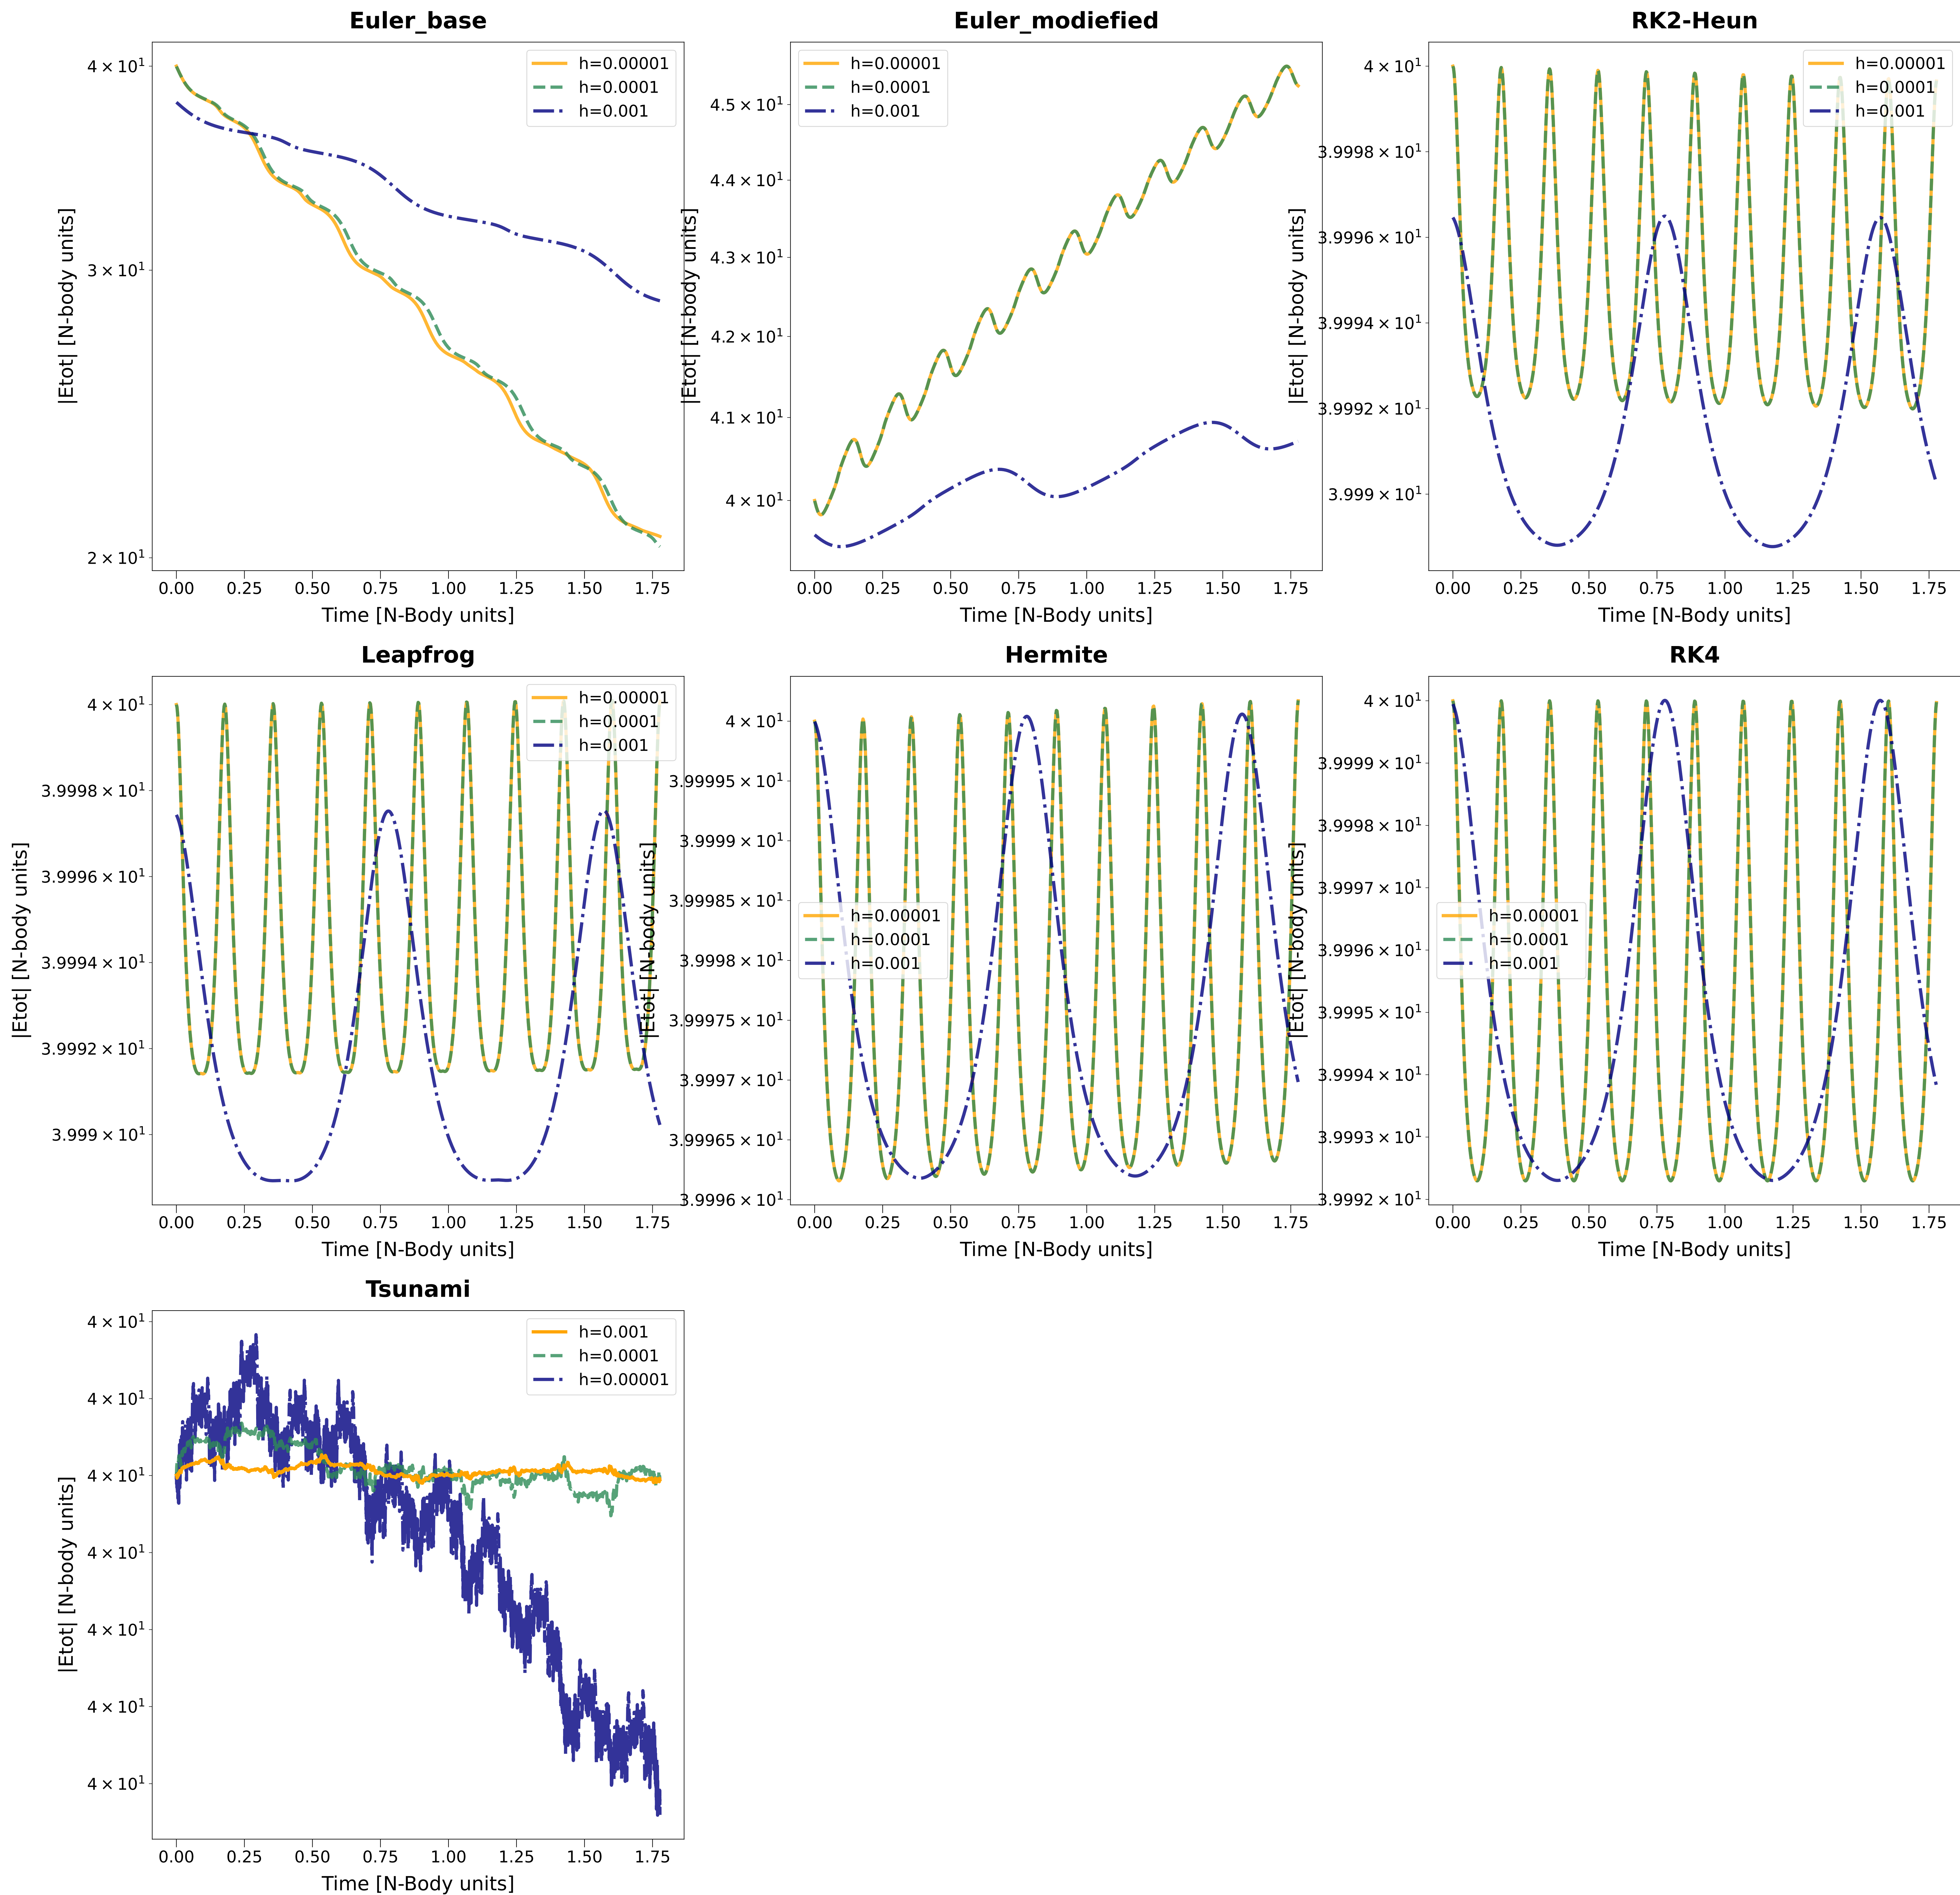 Euler_base
|Etot| [N-body units]
4 × 10¹
3 × 10¹
2 × 10¹
h=0.00001
h=0.0001
h=0.001
0.00 0.25 0.50 0.75 1.00 1.25 1.50 1.75
Time [N-Body units]
Euler_modiefied
|Etot| [N-body units]
4.5 × 10¹
4.4 × 10¹
4.3 × 10¹
4.2 × 10¹
4.1 × 10¹
4 × 10¹
h=0.00001
h=0.0001
h=0.001
0.00 0.25 0.50 0.75 1.00 1.25 1.50 1.75
Time [N-Body units]
RK2-Heun
|Etot| [N-body units]
4 × 10¹
3.9998 × 10¹
3.9996 × 10¹
3.9994 × 10¹
3.9992 × 10¹
3.999 × 10¹
h=0.00001
h=0.0001
h=0.001
0.00 0.25 0.50 0.75 1.00 1.25 1.50 1.75
Time [N-Body units]
Leapfrog
|Etot| [N-body units]
4 × 10¹
3.9998 × 10¹
3.9996 × 10¹
3.9994 × 10¹
3.9992 × 10¹
3.999 × 10¹
h=0.00001
h=0.0001
h=0.001
0.00 0.25 0.50 0.75 1.00 1.25 1.50 1.75
Time [N-Body units]
Hermite
|Etot| [N-body units]
4 × 10¹
3.99995 × 10¹
3.9999 × 10¹
3.99985 × 10¹
3.9998 × 10¹
3.99975 × 10¹
3.9997 × 10¹
3.99965 × 10¹
3.9996 × 10¹
h=0.00001
h=0.0001
h=0.001
0.00 0.25 0.50 0.75 1.00 1.25 1.50 1.75
Time [N-Body units]
RK4
|Etot| [N-body units]
4 × 10¹
3.9999 × 10¹
3.9998 × 10¹
3.9997 × 10¹
3.9996 × 10¹
3.9995 × 10¹
3.9994 × 10¹
3.9993 × 10¹
3.9992 × 10¹
h=0.00001
h=0.0001
h=0.001
0.00 0.25 0.50 0.75 1.00 1.25 1.50 1.75
Time [N-Body units]
Tsunami
|Etot| [N-body units]
4 × 10¹
4 × 10¹
4 × 10¹
4 × 10¹
4 × 10¹
4 × 10¹
4 × 10¹
h=0.001
h=0.0001
h=0.00001
0.00 0.25 0.50 0.75 1.00 1.25 1.50 1.75
Time [N-Body units]